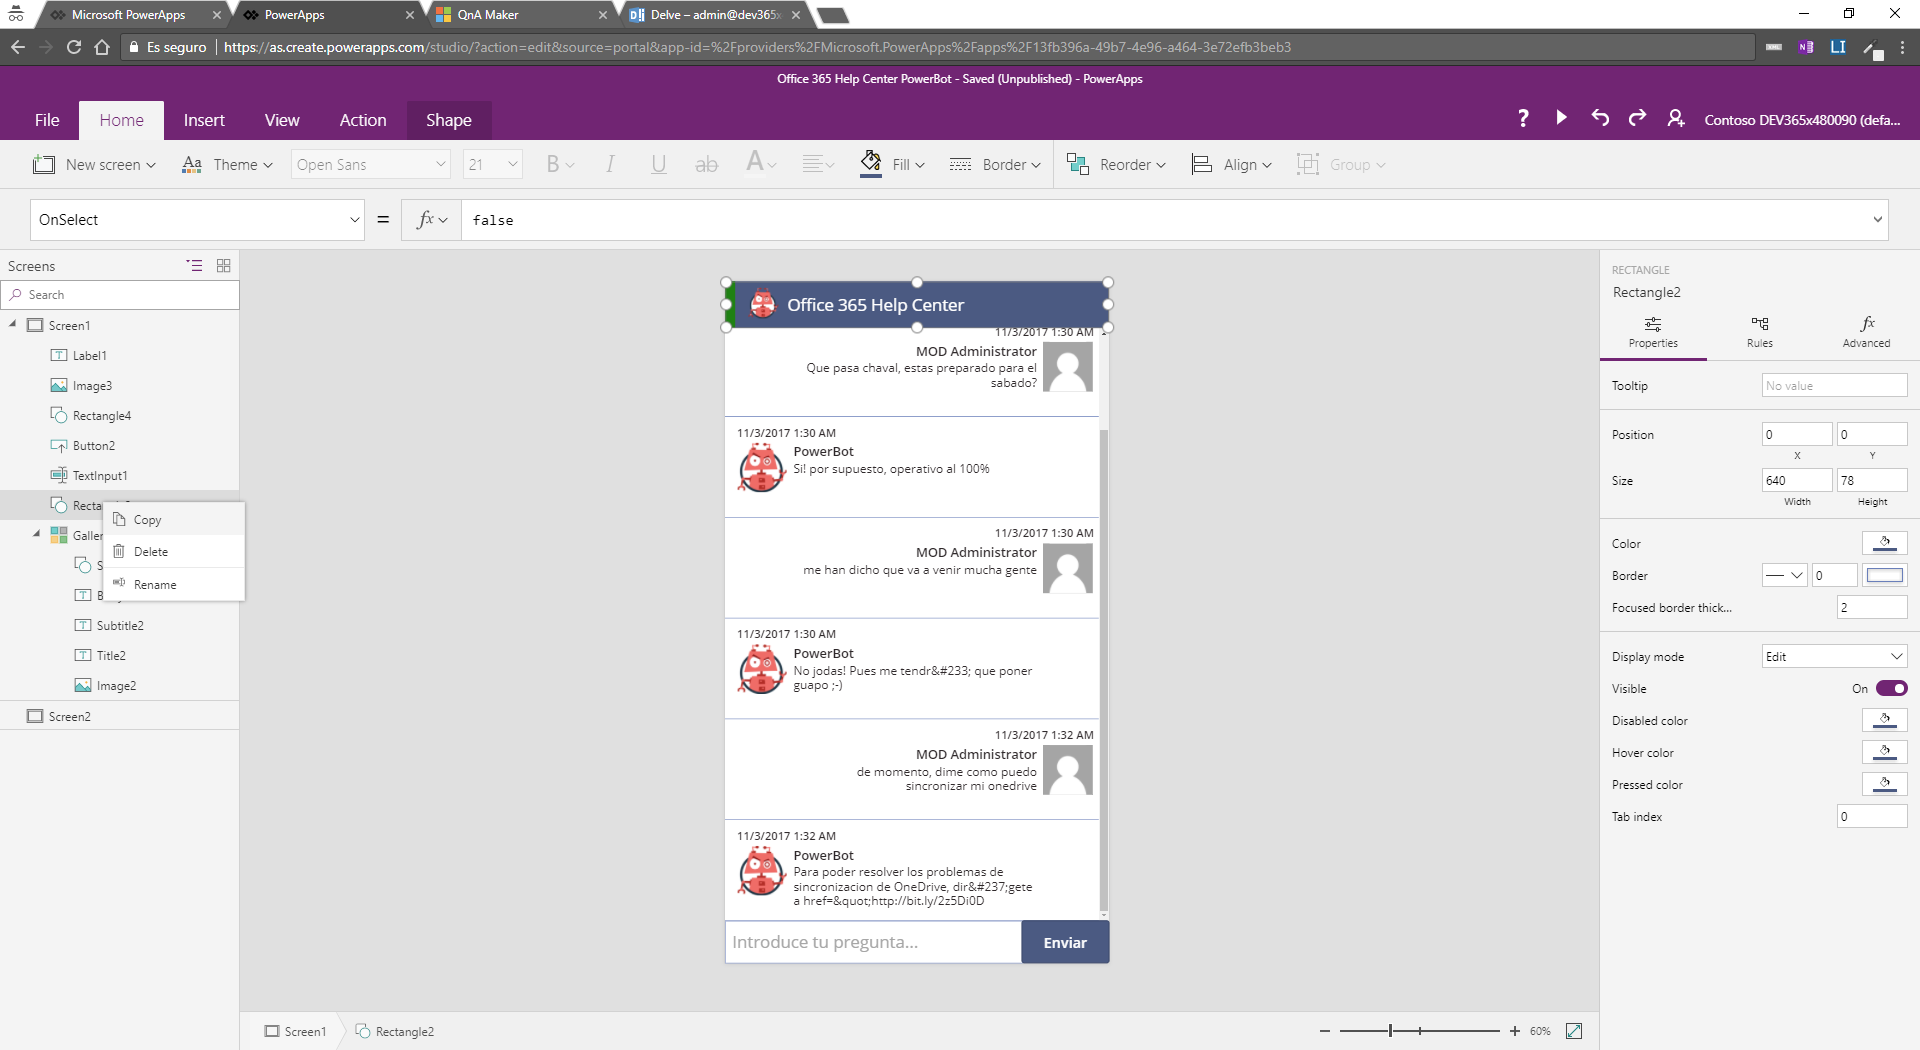 Microsoft PowerApps
PowerApps
QnA Maker
Delve – admin@dev365x
Es seguro
https://as.create.powerapps.com/studio/?action=edit&source=portal&app-id=%2Fproviders%2FMicrosoft.PowerApps%2Fapps%2F13fb396a-49b7-4e96-a464-3e72efb3beb3
Office 365 Help Center PowerBot - Saved (Unpublished) - PowerApps
File
Home
Insert
View
Action
Shape
Contoso DEV365x480090 (defa...
New screen
Theme
Open Sans
21
Fill
Border
Reorder
Align
Group
OnSelect
=
fx
false
Screens
Search
Screen1
Label1
Image3
Rectangle4
Button2
TextInput1
Copy
Delete
Rename
Subtitle2
Title2
Image2
Screen2
Office 365 Help Center
11/3/2017 1:30 AM
MOD Administrator
Que pasa chaval, estas preparado para el
sabado?
11/3/2017 1:30 AM
PowerBot
Si! por supuesto, operativo al 100%
11/3/2017 1:30 AM
MOD Administrator
me han dicho que va a venir mucha gente
11/3/2017 1:30 AM
PowerBot
No jodas! Pues me tendr&#233; que poner
guapo ;-)
11/3/2017 1:32 AM
MOD Administrator
de momento, dime como puedo
sincronizar mi onedrive
11/3/2017 1:32 AM
PowerBot
Para poder resolver los problemas de
sincronizacion de OneDrive, dir&#237;gete
a href=&quot;http://bit.ly/2z5Di0D
Introduce tu pregunta...
Enviar
Screen1
Rectangle2
60%
RECTANGLE
Rectangle2
Properties
Rules
Advanced
Tooltip
No value
Position
0
0
X
Y
Size
640
78
Width
Height
Color
Border
0
Focused border thick...
2
Display mode
Edit
Visible
On
Disabled color
Hover color
Pressed color
Tab index
0